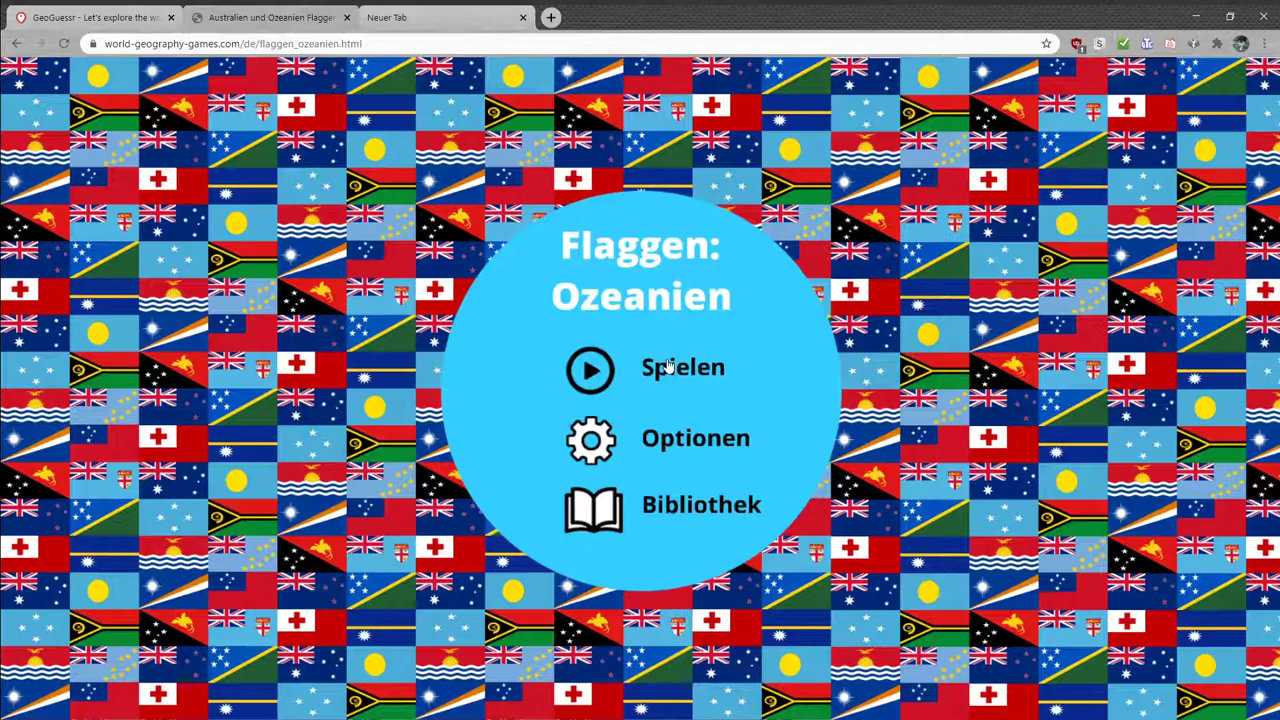 GeoGuessr - Let's explore the w
Australien und Ozeanien Flagge
Neuer Tab
world-geography-games.com/de/flaggen_ozeanien.html
Flaggen:
Ozeanien
Spielen
Optionen
Bibliothek